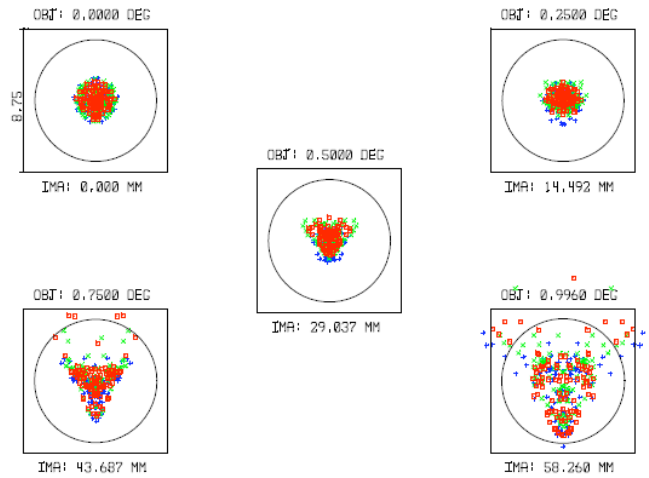 OBJ: 0.0000 DEG
OBJ: 0.2500 DEG
8.75
IMA: 0.000 MM
IMA: 14.492 MM
OBJ: 0.5000 DEG
IMA: 29.037 MM
OBJ: 0.7500 DEG
OBJ: 0.9960 DEG
IMA: 43.687 MM
IMA: 58.260 MM